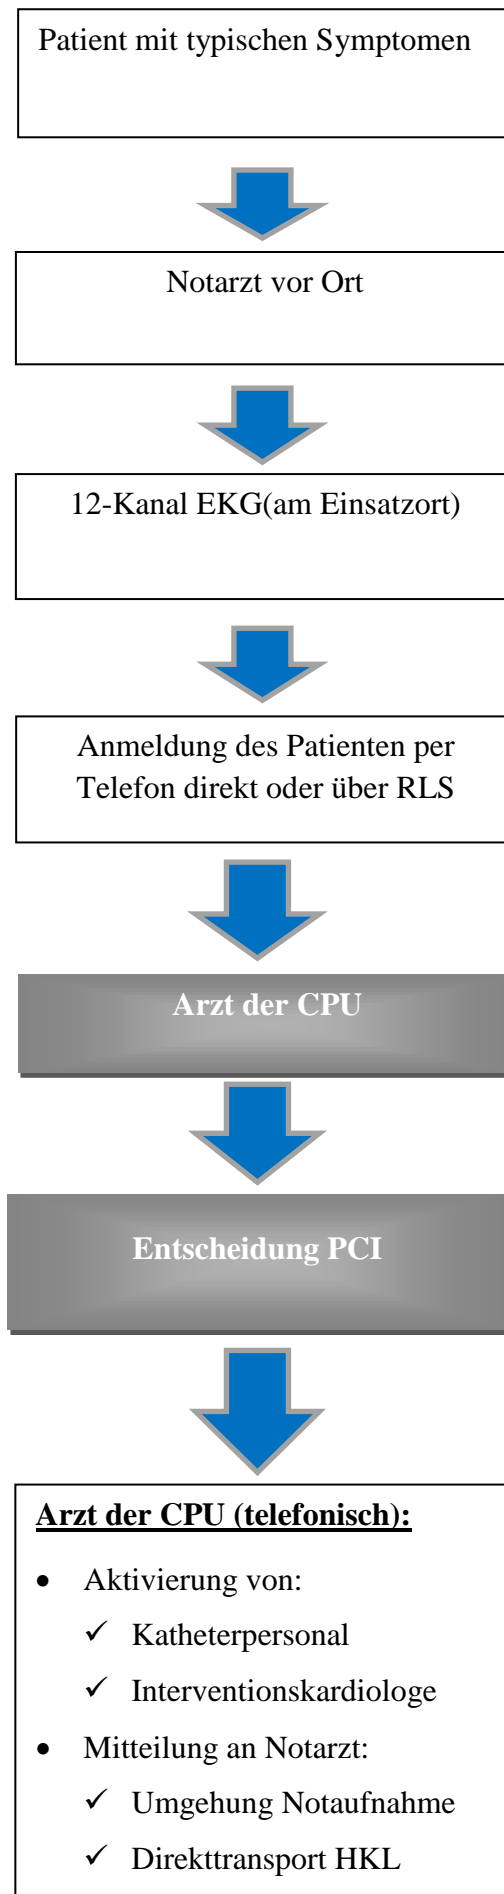 Patient mit typischen Symptomen
Notarzt vor Ort
12-Kanal EKG(am Einsatzort)
Anmeldung des Patienten per
Telefon direkt oder über RLS
Arzt der CPU
Entscheidung PCI
Arzt der CPU (telefonisch):
• Aktivierung von:
✓ Katheterpersonal
✓ Interventionskardiologe
• Mitteilung an Notarzt:
✓ Umgehung Notaufnahme
✓ Direkttransport HKL